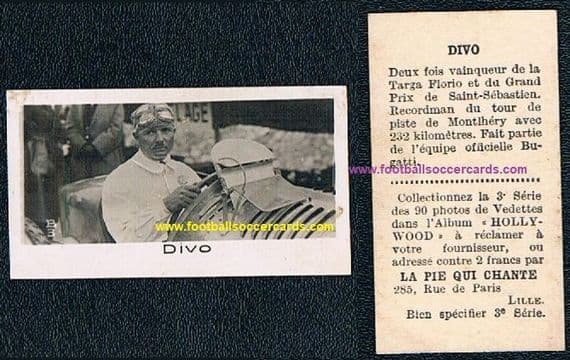 LAGE
www.footballsoccercards.com
DIVO
DIVO
Deux fois vainqueur de la
Targa Florio et du Grand
Prix de Saint-Sébastien.
Recordman du tour de
piste de Montlhéry avec
232 kilomètres. Fait partie
de l'équipe officielle Bu-
gatti.
www.footballsoccercards.com
Collectionnez la 3e Série
des 90 photos de Vedettes
dans l'Album « HOLLY-
WOOD » à réclamer à
votre fournisseur, ou
adressé contre 2 francs par
LA PIE QUI CHANTE
285, Rue de Paris
LILLE.
Bien spécifier 3e Série.